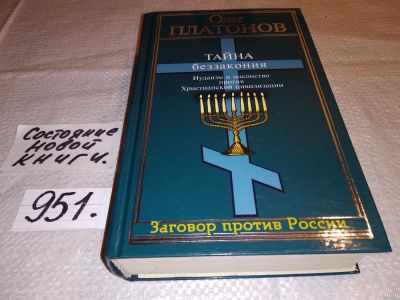 Олег
ПЛАТОНОВ
ТАЙНА
беззакония
Иудаизм и масонство
против
Христианской цивилизации
Заговор против России
Состояние
новой
книги.
951.